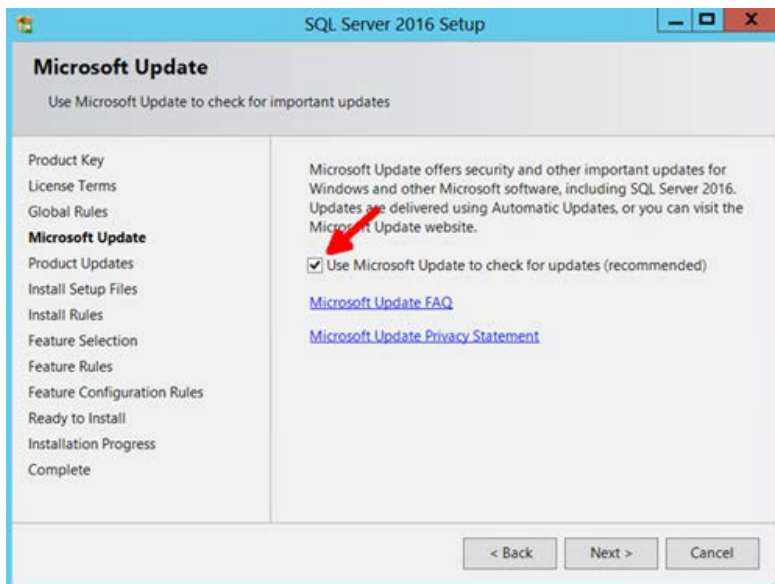 SQL Server 2016 Setup
Microsoft Update
Use Microsoft Update to check for important updates
Product Key
License Terms
Global Rules
Microsoft Update
Product Updates
Install Setup Files
Install Rules
Feature Selection
Feature Rules
Feature Configuration Rules
Ready to Install
Installation Progress
Complete
Microsoft Update offers security and other important updates for
Windows and other Microsoft software, including SQL Server 2016.
Updates are delivered using Automatic Updates, or you can visit the
Microsoft Update website.
Use Microsoft Update to check for updates (recommended)
Microsoft Update FAQ
Microsoft Update Privacy Statement
< Back Next > Cancel